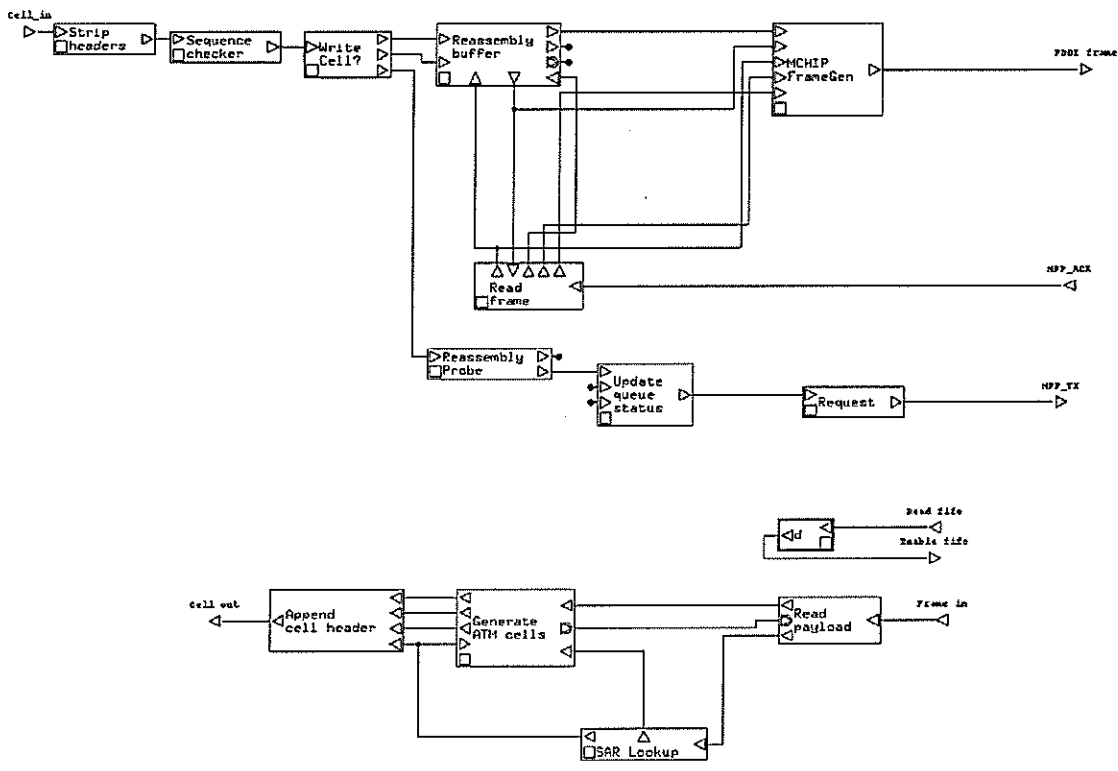 Cell_in
Strip
headers
Sequence
checker
Write
Cell?
Reassembly
buffer
MCHIP
FrameGen
FDDI frame
Read
frame
MPP_ACK
Reassembly
Probe
Update
queue
status
Request
MPP_TX
Read fifo
d
Enable fifo
Cell out
Append
cell header
Generate
ATM cells
Read
payload
Frame in
SAR Lookup